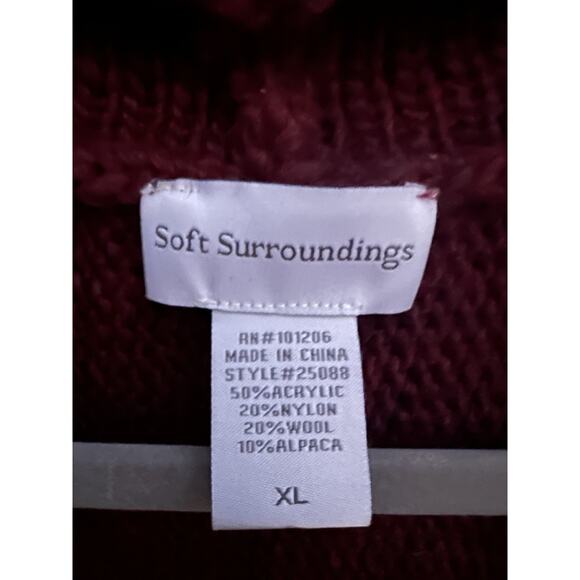 Soft Surroundings
RN#101206
MADE IN CHINA
STYLE#25088
50%ACRYLIC
20%NYLON
20%WOOL
10%ALPACA
XL